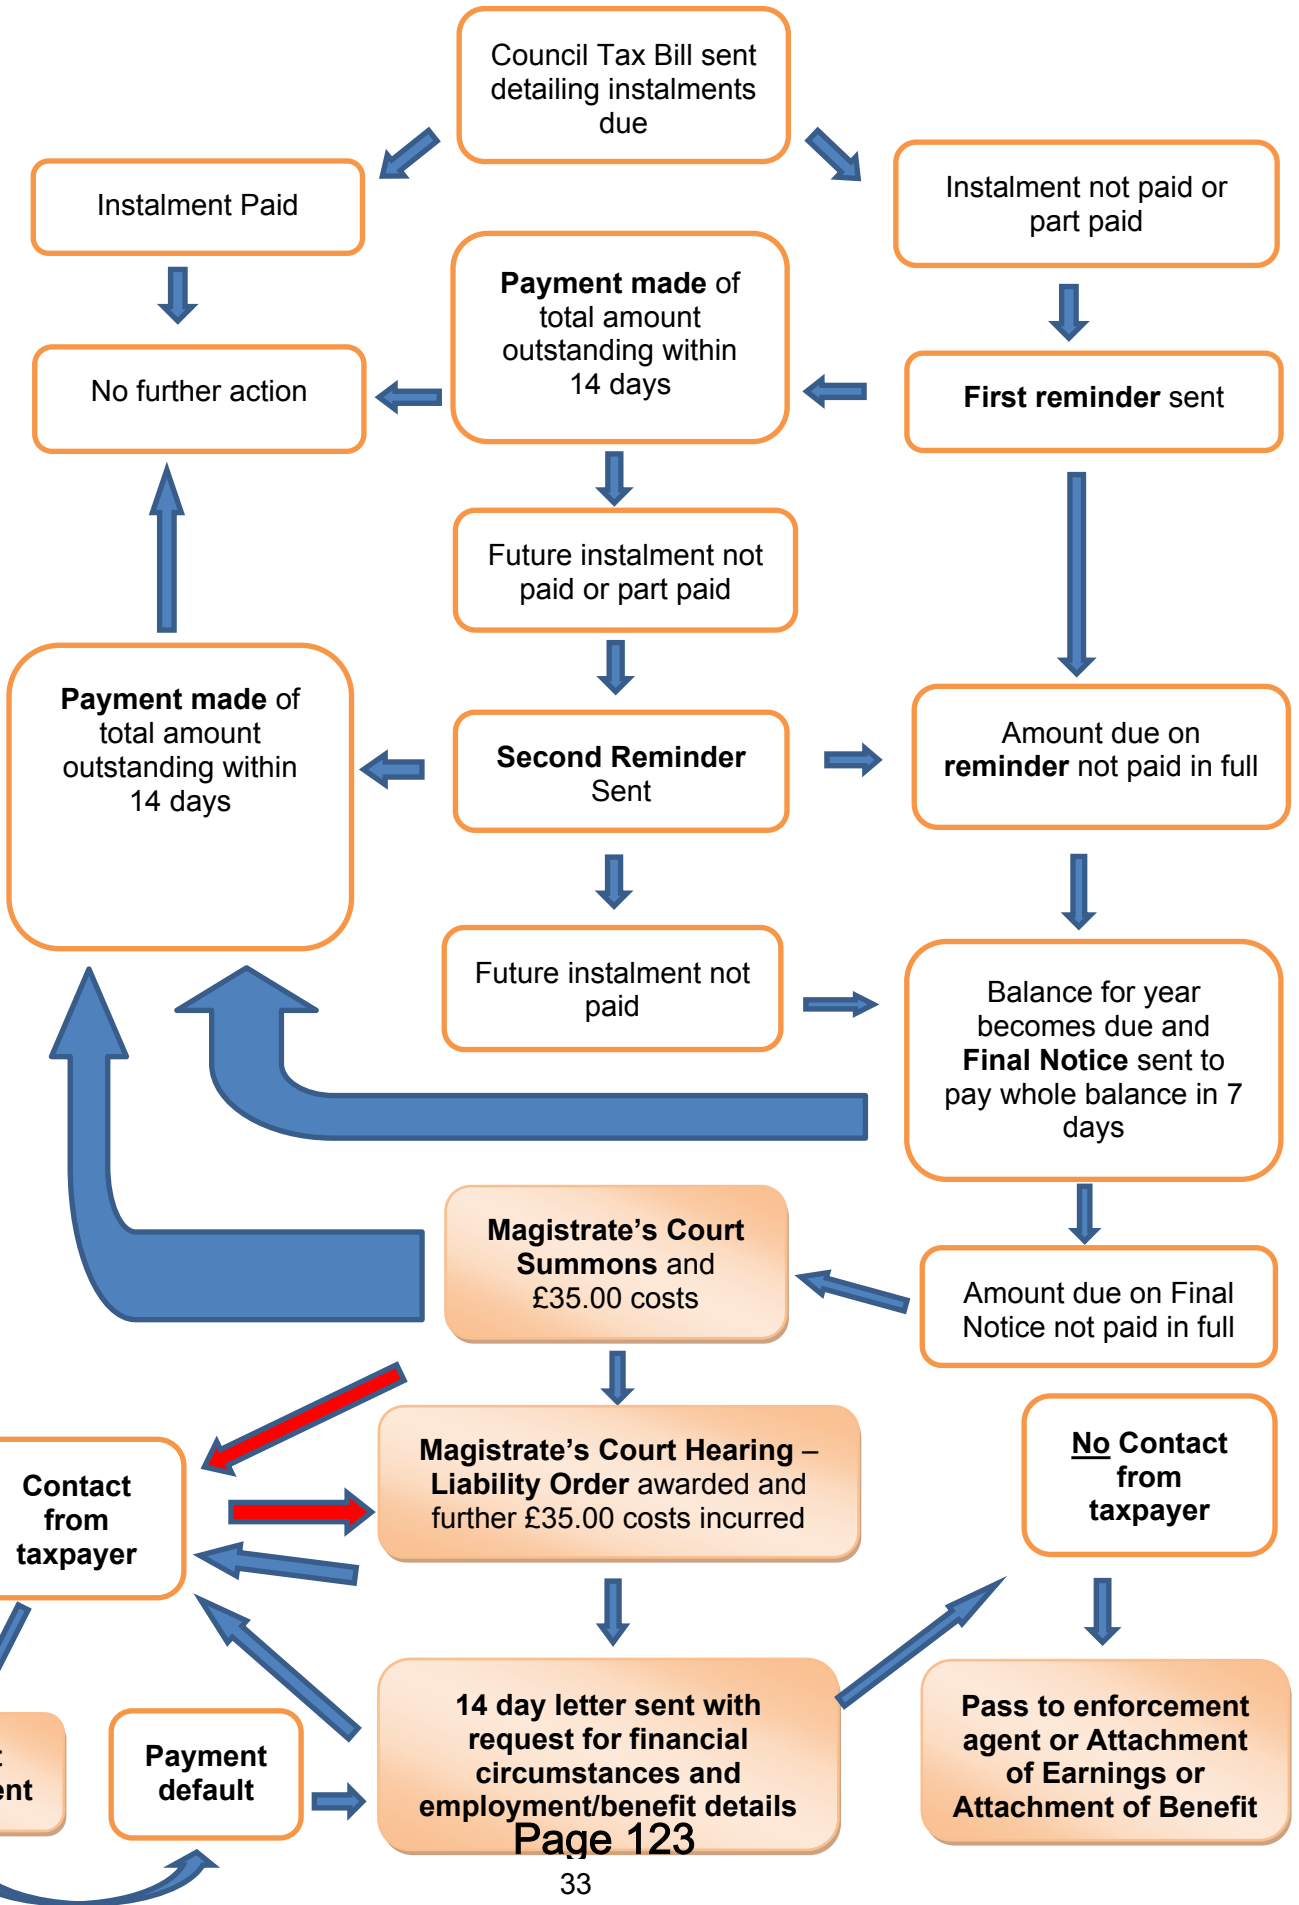 Council Tax Bill sent
detailing instalments
due
Instalment Paid
Instalment not paid or
part paid
Payment made of
total amount
outstanding within
14 days
No further action
First reminder sent
Future instalment not
paid or part paid
Payment made of
total amount
outstanding within
14 days
Second Reminder
Sent
Amount due on
reminder not paid in full
Future instalment not
paid
Balance for year
becomes due and
Final Notice sent to
pay whole balance in 7
days
Magistrate’s Court
Summons and
£35.00 costs
Amount due on Final
Notice not paid in full
Contact
from
taxpayer
Magistrate’s Court Hearing –
Liability Order awarded and
further £35.00 costs incurred
No Contact
from
taxpayer
Payment
default
14 day letter sent with
request for financial
circumstances and
employment/benefit details
Pass to enforcement
agent or Attachment
of Earnings or
Attachment of Benefit
Page 123
33